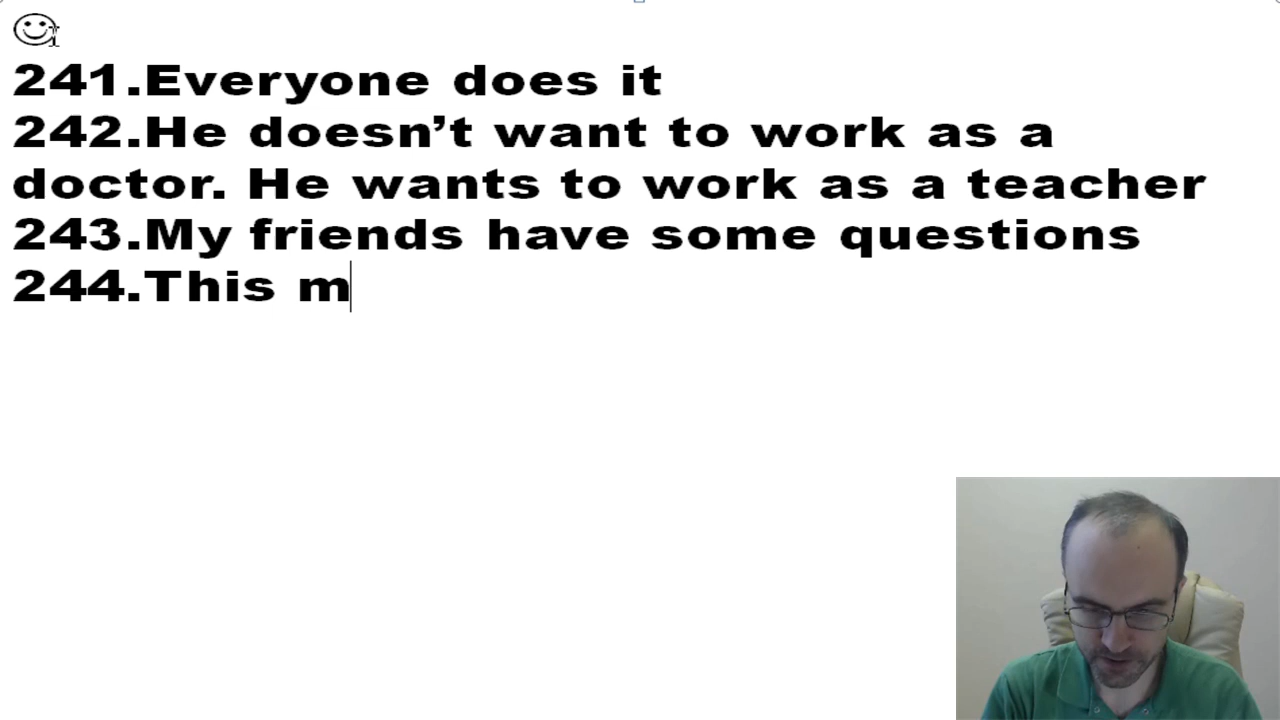 241.Everyone does it
242.He doesn’t want to work as a
doctor. He wants to work as a teacher
243.My friends have some questions
244.This m